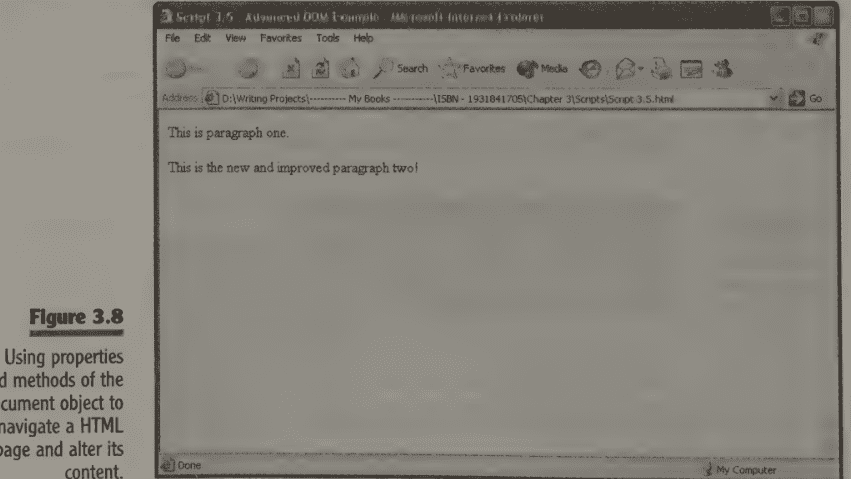 Script 3.5 - Advanced DOM Example - Microsoft Internet Explorer
File Edit View Favorites Tools Help
Search Favorites Media
Address D:\Writing Projects\---------- My Books -----------\ISBN - 1931841705\Chapter 3\Scripts\Script 3.5.html Go
This is paragraph one.
This is the new and improved paragraph two!
Figure 3.8
Using properties
d methods of the
cument object to
navigate a HTML
page and alter its
content.
Done My Computer